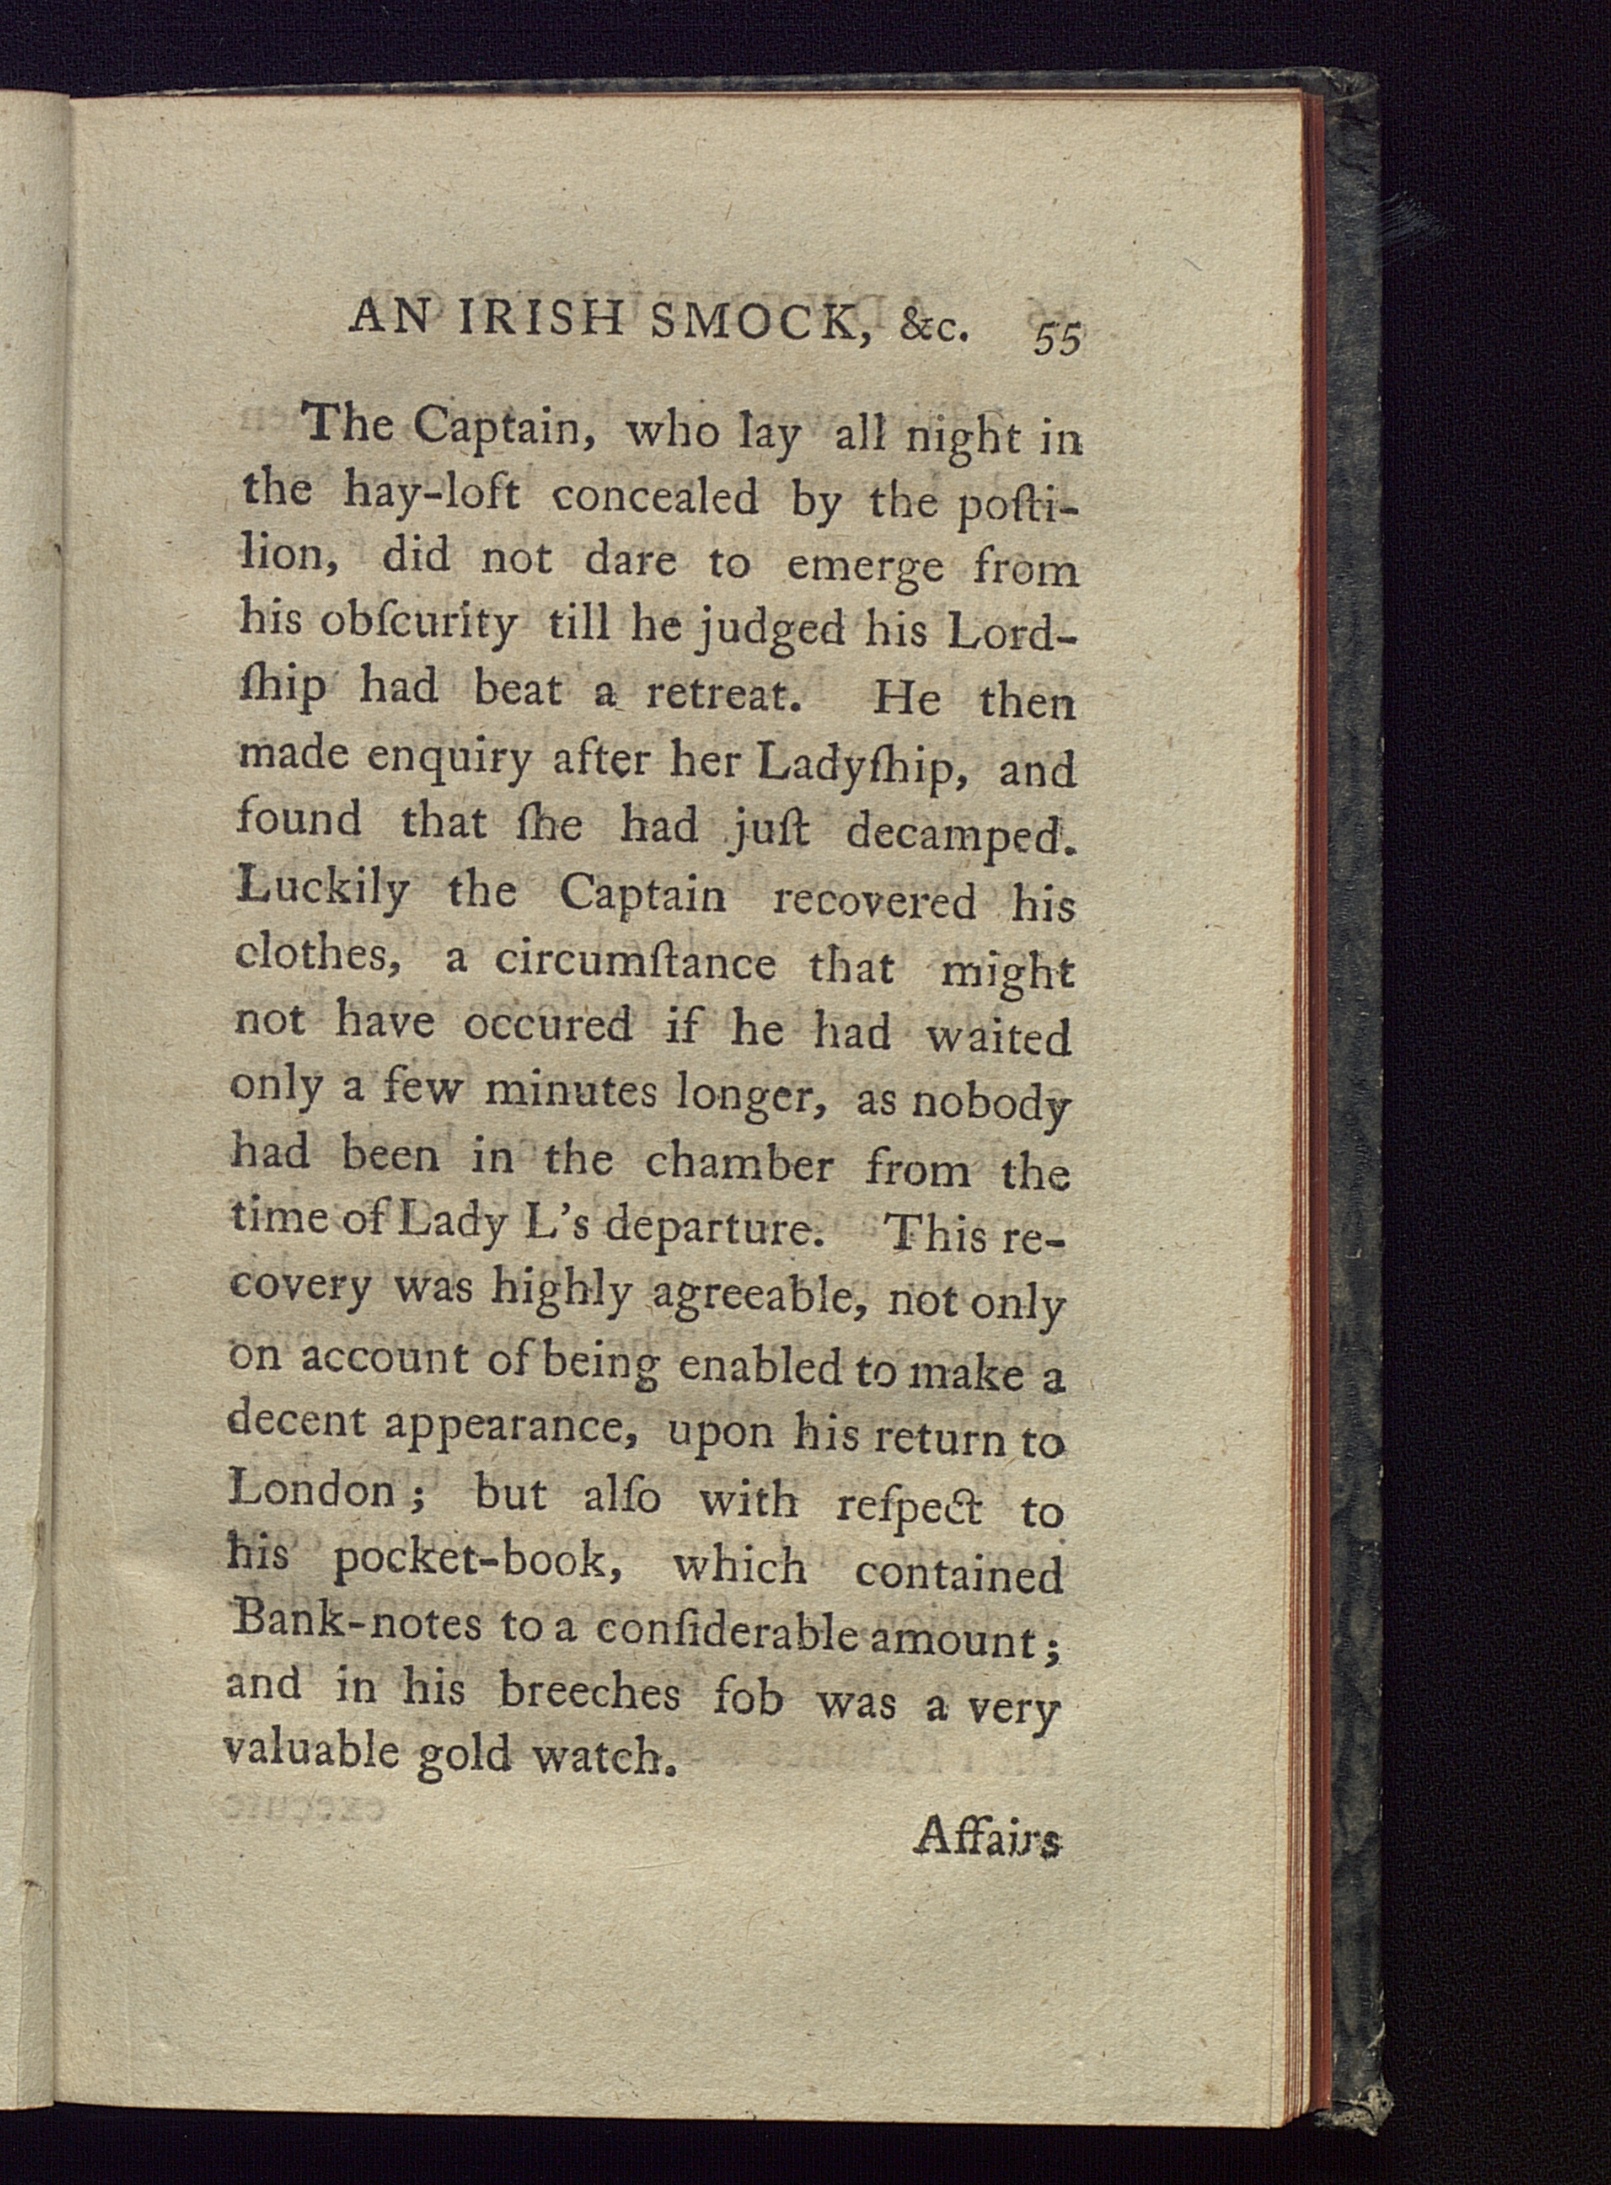 AN IRISH SMOCK, &c. 55
The Captain, who lay all night in
the hay-loft concealed by the poſti-
lion, did not dare to emerge from
his obſcurity till he judged his Lord-
ſhip had beat a retreat. He then
made enquiry after her Ladyſhip, and
found that ſhe had juſt decamped.
Luckily the Captain recovered his
clothes, a circumſtance that might
not have occured if he had waited
only a few minutes longer, as nobody
had been in the chamber from the
time of Lady L's departure. This re-
covery was highly agreeable, not only
on account of being enabled to make a
decent appearance, upon his return to
London; but alſo with reſpect to
his pocket-book, which contained
Bank-notes to a conſiderable amount;
and in his breeches fob was a very
valuable gold watch.
Affairs